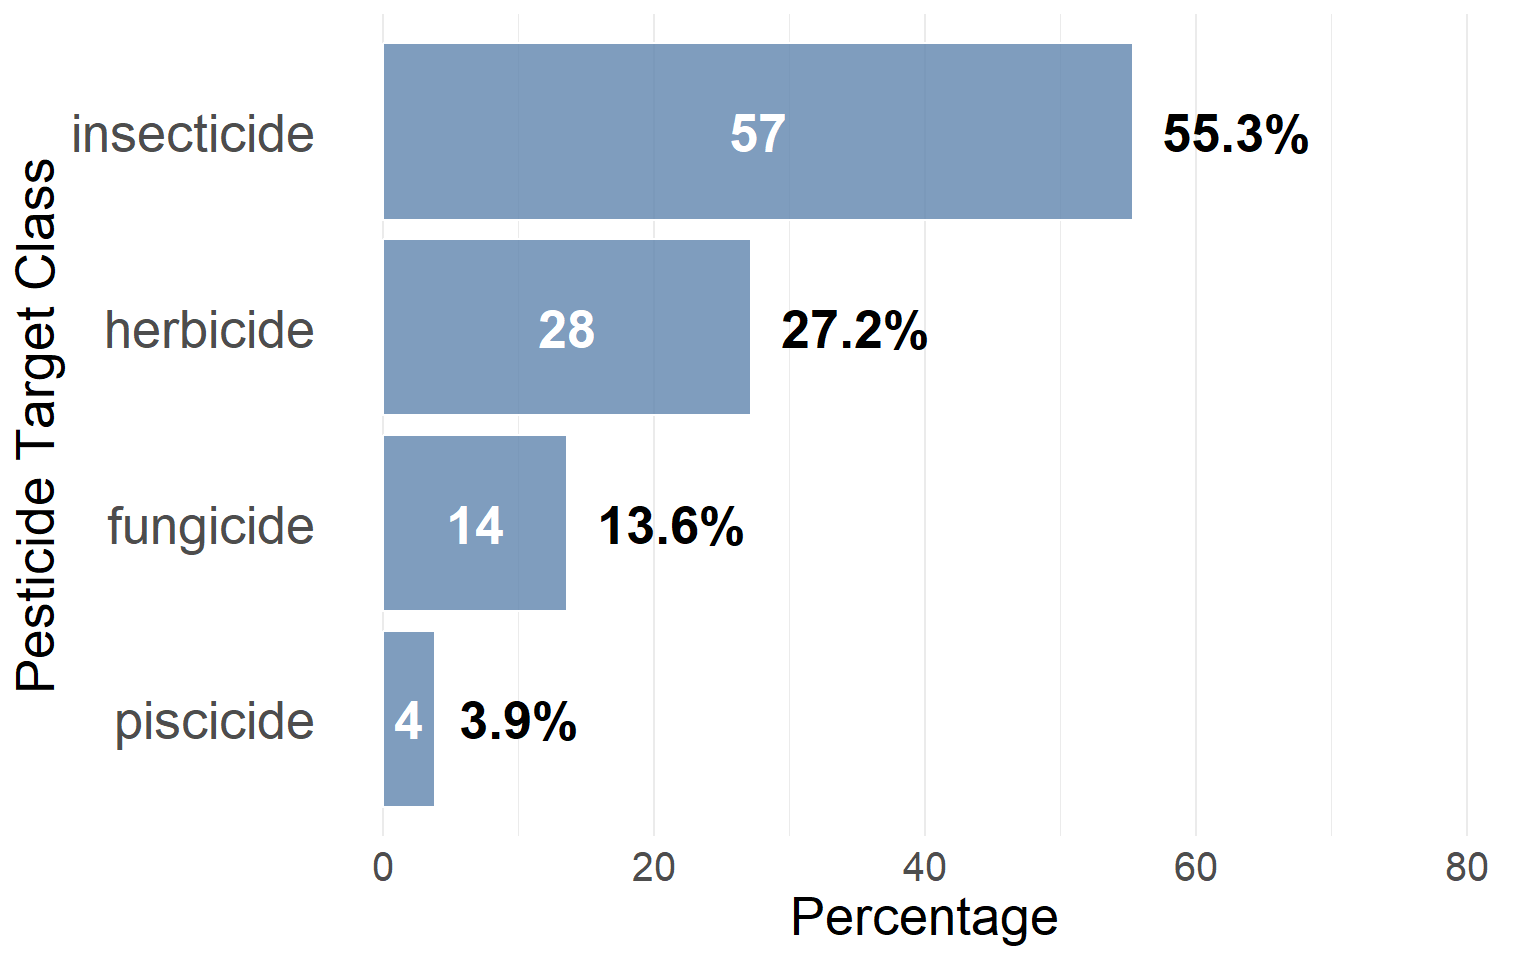 Pesticide Target Class
insecticide
57
55.3%
herbicide
28
27.2%
fungicide
14
13.6%
piscicide
4
3.9%
0 20 40 60 80
Percentage